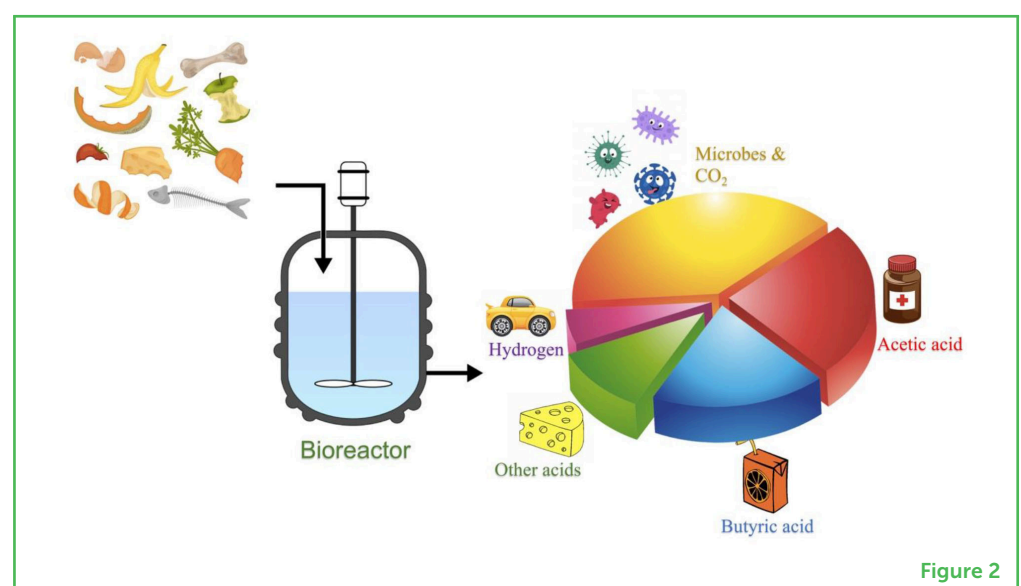 Microbes &
CO₂
Hydrogen
Acetic acid
Bioreactor
Other acids
Butyric acid
Figure 2